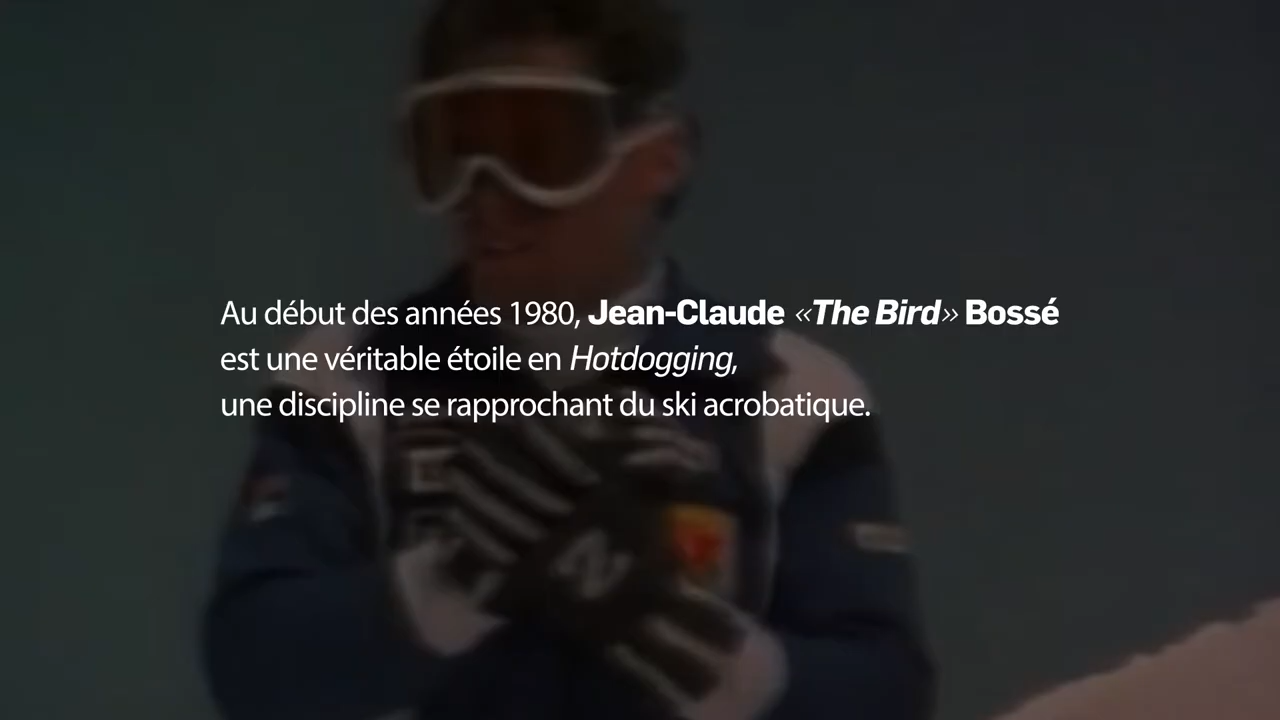 Au début des années 1980, Jean-Claude «The Bird» Bossé
est une véritable étoile en Hotdogging,
une discipline se rapprochant du ski acrobatique.